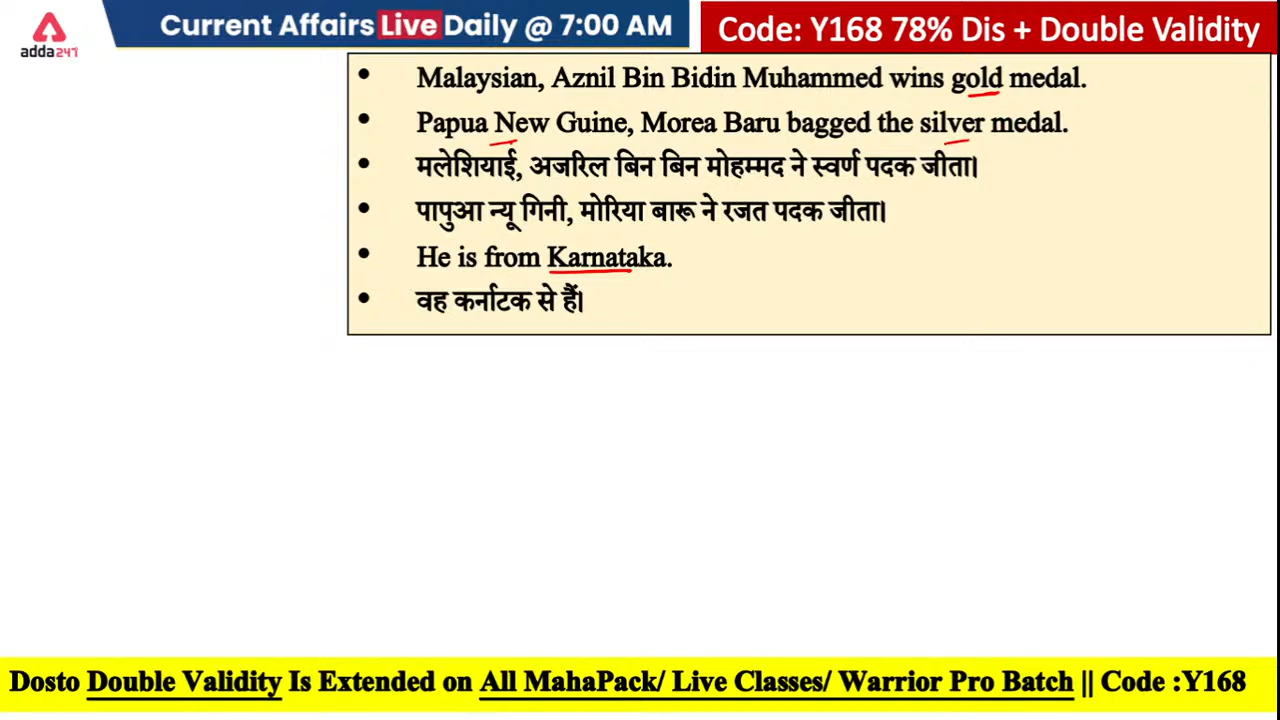 adda247
Current Affairs Live Daily @ 7:00 AM
Code: Y168 78% Dis + Double Validity
• Malaysian, Aznil Bin Bidin Muhammed wins gold medal.
• Papua New Guine, Morea Baru bagged the silver medal.
• मलेशियाई, अजरिल बिन बिन मोहम्मद ने स्वर्ण पदक जीता।
• पापुआ न्यू गिनी, मोरिया बारू ने रजत पदक जीता।
• He is from Karnataka.
• वह कर्नाटक से हैं।
Dosto Double Validity Is Extended on All MahaPack/ Live Classes/ Warrior Pro Batch || Code :Y168